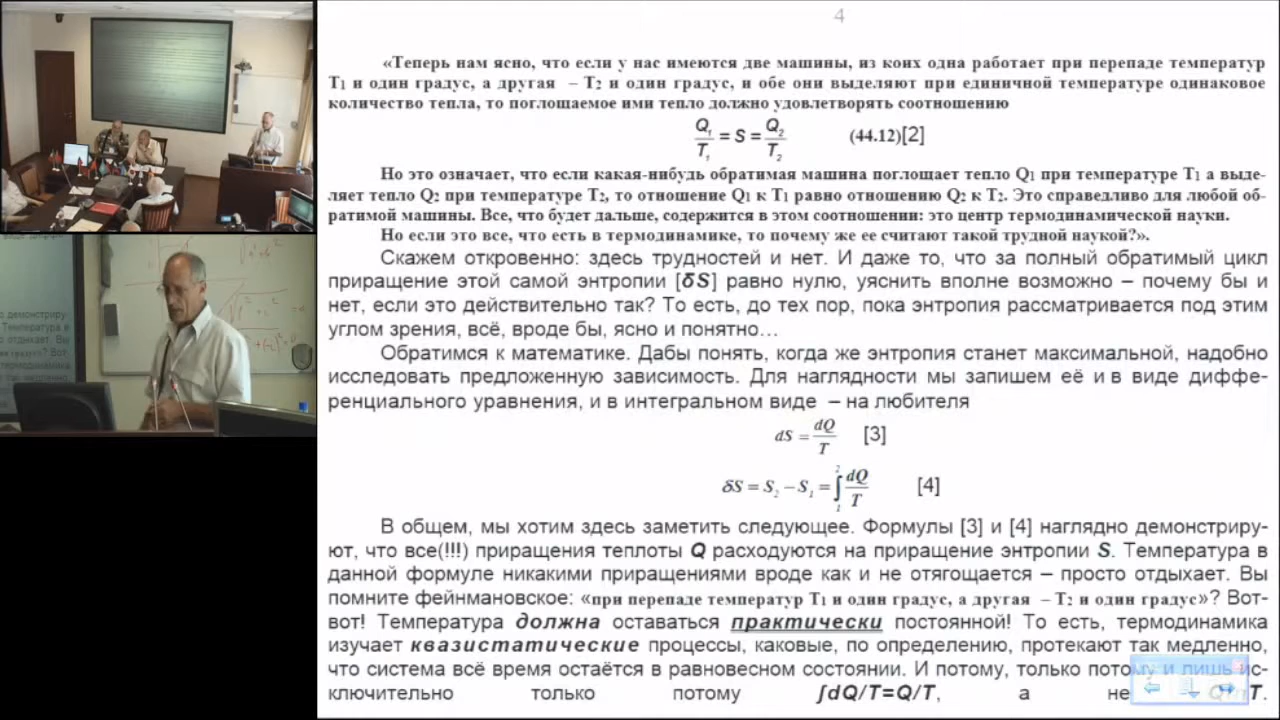 4
«Теперь нам ясно, что если у нас имеются две машины, из коих одна работает при перепаде температур
T₁ и один градус, а другая – T₂ и один градус, и обе они выделяют при единичной температуре одинаковое
количество тепла, то поглощаемое ими тепло должно удовлетворять соотношению
Q₁/T₁ = S = Q₂/T₂ (44.12)[2]
Но это означает, что если какая-нибудь обратимая машина поглощает тепло Q₁ при температуре T₁ а выде-
ляет тепло Q₂ при температуре T₂, то отношение Q₁ к T₁ равно отношению Q₂ к T₂. Это справедливо для любой об-
ратимой машины. Все, что будет дальше, содержится в этом соотношении: это центр термодинамической науки.
Но если это все, что есть в термодинамике, то почему же ее считают такой трудной наукой?».
Скажем откровенно: здесь трудностей и нет. И даже то, что за полный обратимый цикл
приращение этой самой энтропии [δS] равно нулю, уяснить вполне возможно – почему бы и
нет, если это действительно так? То есть, до тех пор, пока энтропия рассматривается под этим
углом зрения, всё, вроде бы, ясно и понятно…
Обратимся к математике. Дабы понять, когда же энтропия станет максимальной, надобно
исследовать предложенную зависимость. Для наглядности мы запишем её и в виде диффе-
ренциального уравнения, и в интегральном виде – на любителя
dS = dQ/T [3]
δS = S₂ – S₁ = ∫₁² dQ/T [4]
В общем, мы хотим здесь заметить следующее. Формулы [3] и [4] наглядно демонстриру-
ют, что все(!!!) приращения теплоты Q расходуются на приращение энтропии S. Температура в
данной формуле никакими приращениями вроде как и не отягощается – просто отдыхает. Вы
помните фейнмановское: «при перепаде температур T₁ и один градус, а другая – T₂ и один градус»? Вот-
вот! Температура должна оставаться практически постоянной! То есть, термодинамика
изучает квазистатические процессы, каковые, по определению, протекают так медленно,
что система всё время остаётся в равновесном состоянии. И потому, только потому и лишь ис-
ключительно только потому ∫dQ/T=Q/T, а не